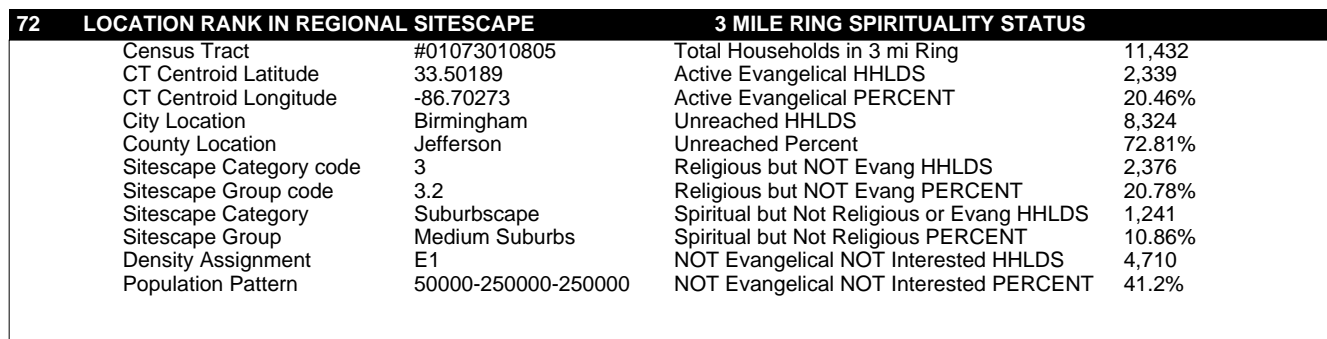 72 LOCATION RANK IN REGIONAL SITESCAPE 3 MILE RING SPIRITUALITY STATUS
Census Tract #01073010805 Total Households in 3 mi Ring 11,432
CT Centroid Latitude 33.50189 Active Evangelical HHLDS 2,339
CT Centroid Longitude -86.70273 Active Evangelical PERCENT 20.46%
City Location Birmingham Unreached HHLDS 8,324
County Location Jefferson Unreached Percent 72.81%
Sitescape Category code 3 Religious but NOT Evang HHLDS 2,376
Sitescape Group code 3.2 Religious but NOT Evang PERCENT 20.78%
Sitescape Category Suburbscape Spiritual but Not Religious or Evang HHLDS 1,241
Sitescape Group Medium Suburbs Spiritual but Not Religious PERCENT 10.86%
Density Assignment E1 NOT Evangelical NOT Interested HHLDS 4,710
Population Pattern 50000-250000-250000 NOT Evangelical NOT Interested PERCENT 41.2%